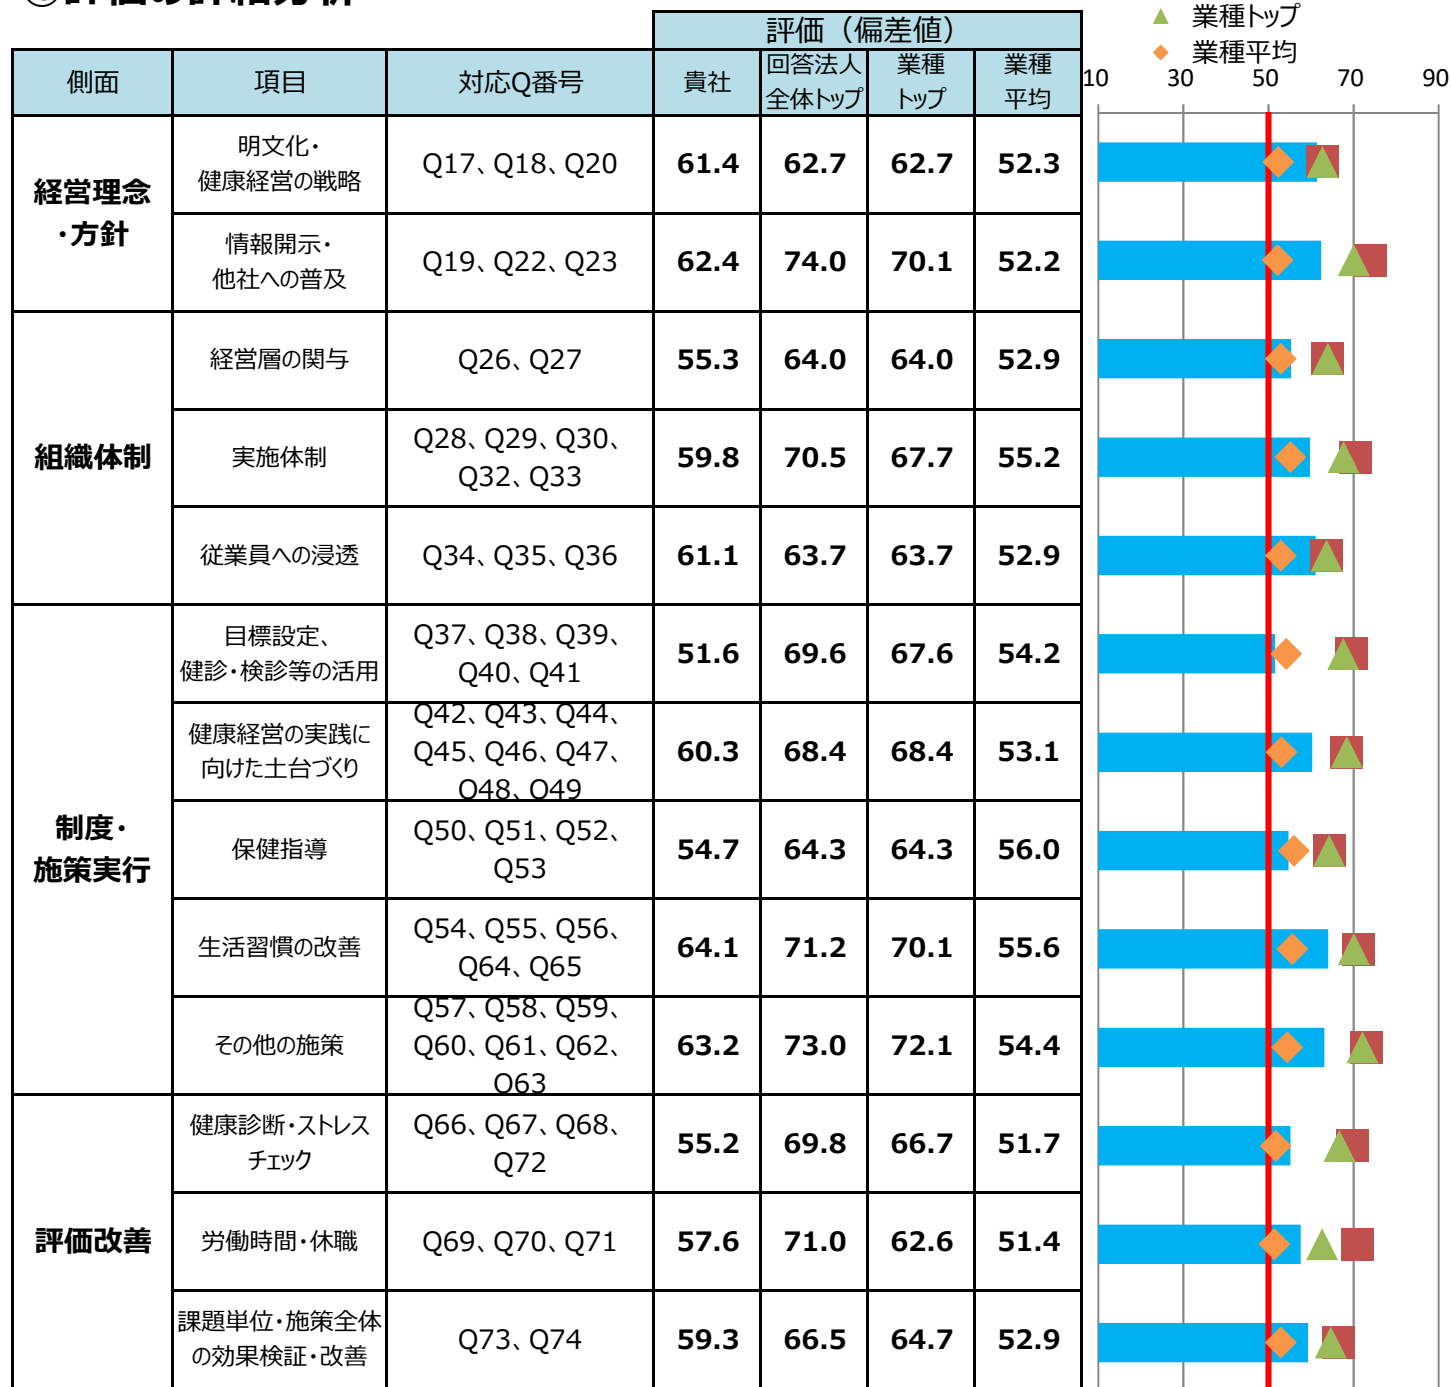 評価（偏差値）
▲ 業種トップ
◆ 業種平均
側面 項目 対応Q番号 貴社 回答法人 業種 業種
全体トップ トップ 平均
10 30 50 70 90
経営理念
・方針
明文化・
健康経営の戦略
Q17、Q18、Q20 61.4 62.7 62.7 52.3
情報開示・
他社への普及
Q19、Q22、Q23 62.4 74.0 70.1 52.2
組織体制
経営層の関与 Q26、Q27 55.3 64.0 64.0 52.9
実施体制
Q28、Q29、Q30、
Q32、Q33
59.8 70.5 67.7 55.2
従業員への浸透 Q34、Q35、Q36 61.1 63.7 63.7 52.9
制度・
施策実行
目標設定、
健診・検診等の活用
Q37、Q38、Q39、
Q40、Q41
51.6 69.6 67.6 54.2
健康経営の実践に
向けた土台づくり
Q42、Q43、Q44、
Q45、Q46、Q47、
Q48、Q49
60.3 68.4 68.4 53.1
保健指導
Q50、Q51、Q52、
Q53
54.7 64.3 64.3 56.0
生活習慣の改善
Q54、Q55、Q56、
Q64、Q65
64.1 71.2 70.1 55.6
その他の施策
Q57、Q58、Q59、
Q60、Q61、Q62、
Q63
63.2 73.0 72.1 54.4
評価改善
健康診断・ストレス
チェック
Q66、Q67、Q68、
Q72
55.2 69.8 66.7 51.7
労働時間・休職 Q69、Q70、Q71 57.6 71.0 62.6 51.4
課題単位・施策全体
の効果検証・改善
Q73、Q74 59.3 66.5 64.7 52.9